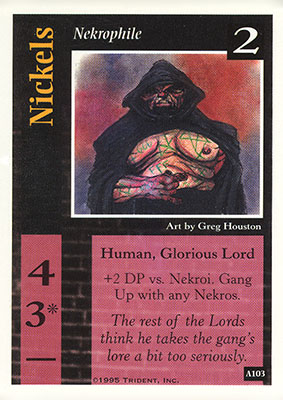 Nickels
Nekrophile
2
Art by Greg Houston
4
3*
—
Human, Glorious Lord
+2 DP vs. Nekroi. Gang
Up with any Nekros.
The rest of the Lords
think he takes the gang's
lore a bit too seriously.
©1995 TRIDENT, INC.
A103